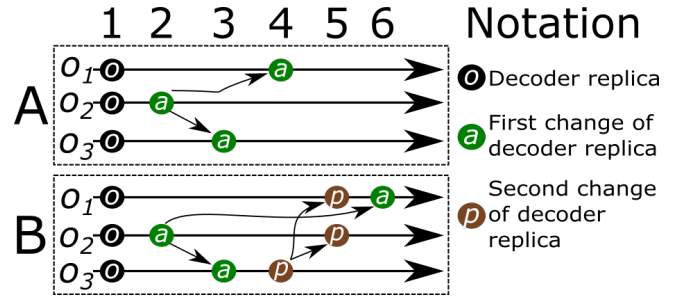 1 2 3 4 5 6 Notation
A
O1 o a
O2 o a
O3 o a
B
O1 o p a
O2 o a p
O3 o a p
o Decoder replica
a First change of
decoder replica
p Second change
of decoder
replica